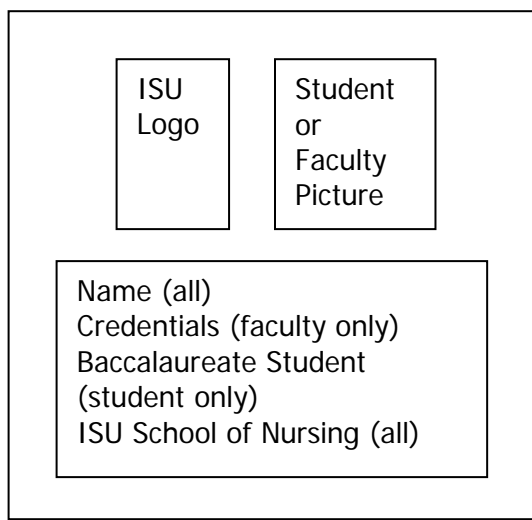 ISU
Logo
Student
or
Faculty
Picture
Name (all)
Credentials (faculty only)
Baccalaureate Student
(student only)
ISU School of Nursing (all)